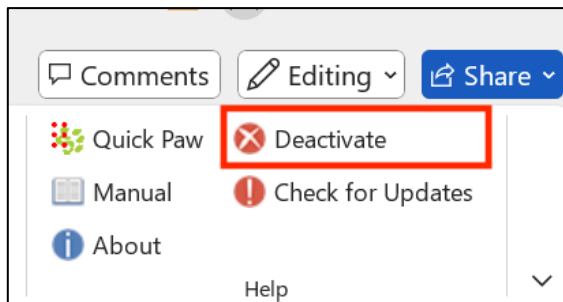 Comments Editing Share
Quick Paw Deactivate
Manual Check for Updates
About
Help